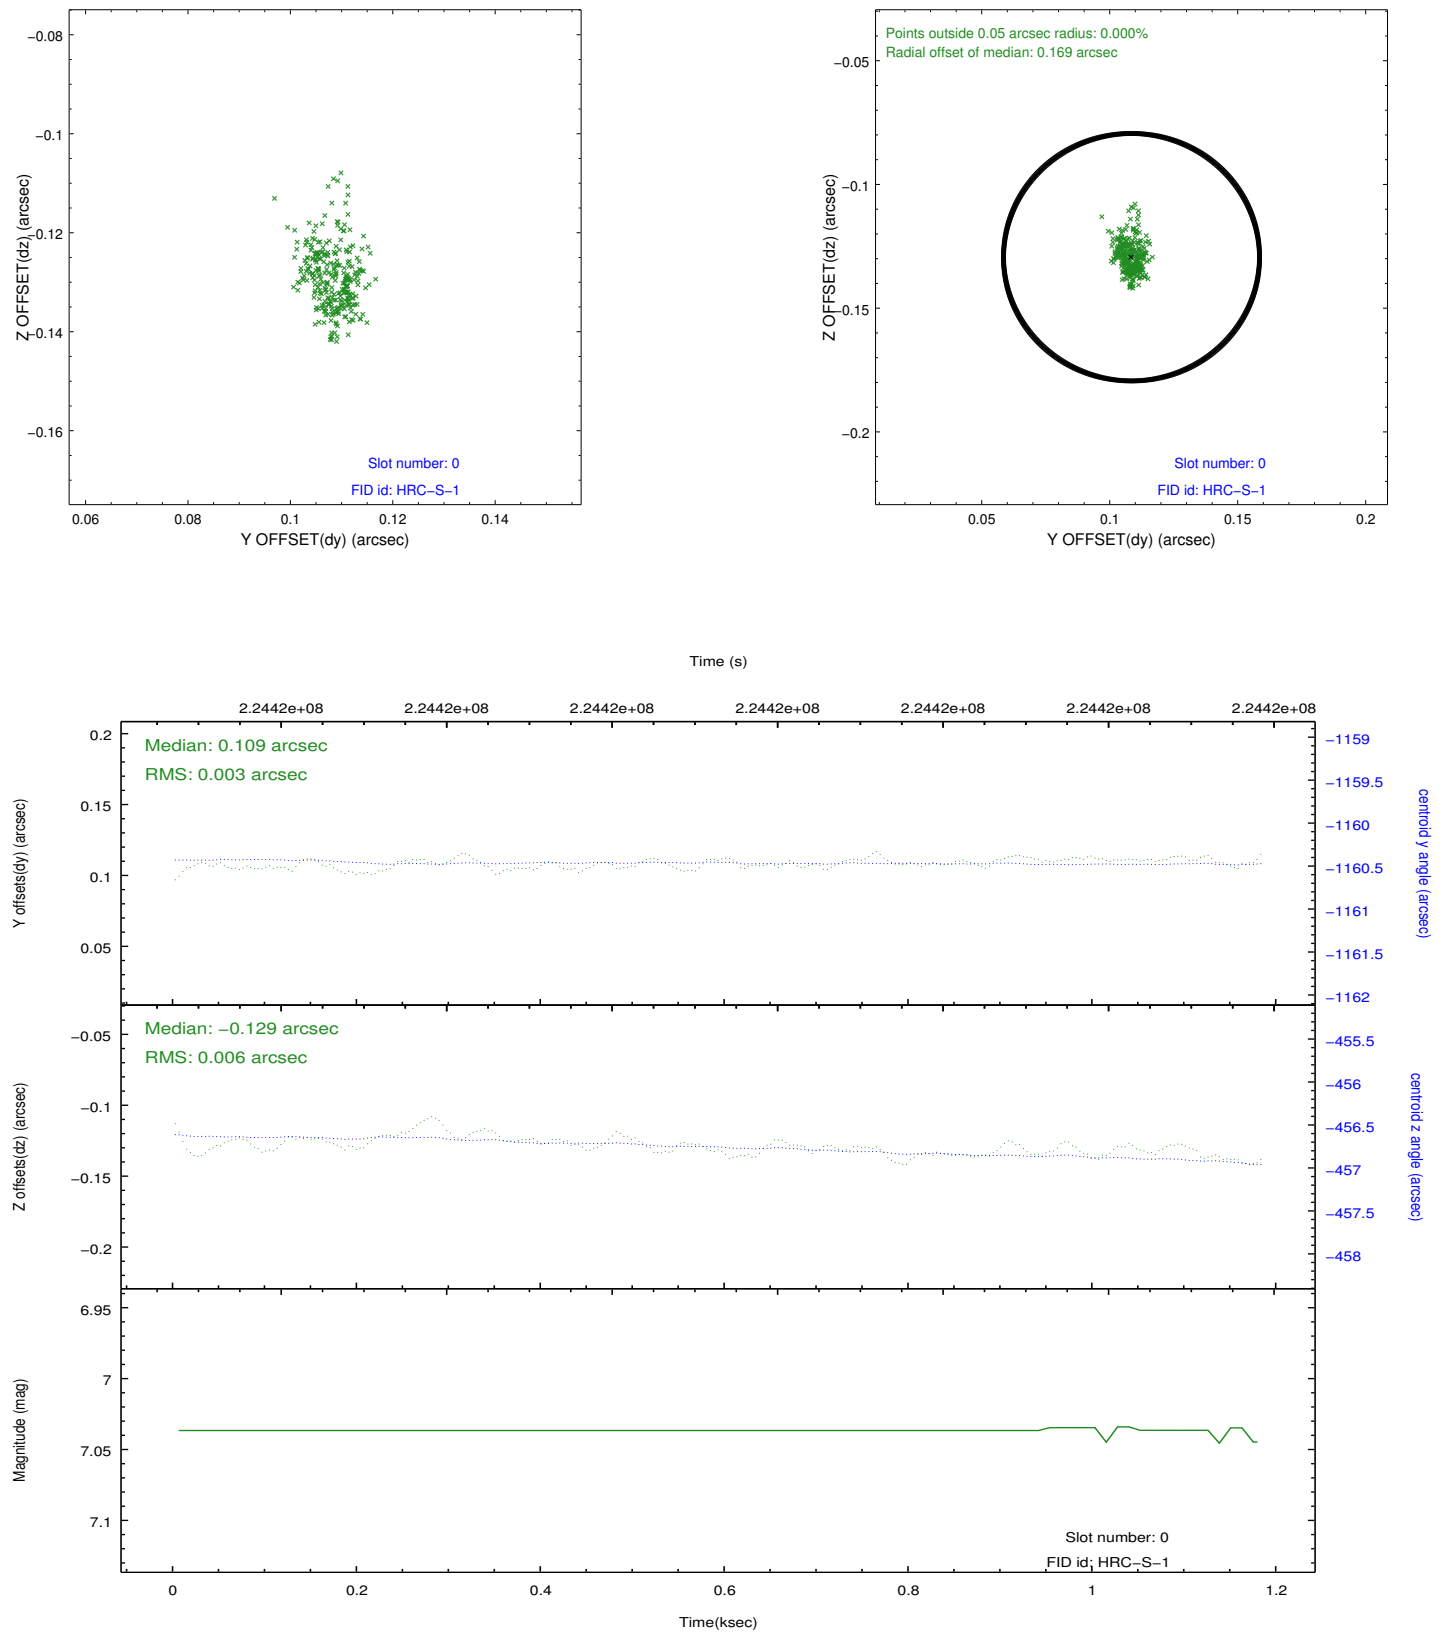 −0.08
−0.1
−0.12
−0.14
−0.16
Z OFFSET(dz) (arcsec)
Slot number: 0
FID id: HRC−S−1
0.06 0.08 0.1 0.12 0.14
Y OFFSET(dy) (arcsec)
Points outside 0.05 arcsec radius: 0.000%
Radial offset of median: 0.169 arcsec
−0.05
−0.1
−0.15
−0.2
Z OFFSET(dz) (arcsec)
Slot number: 0
FID id: HRC−S−1
0.05 0.1 0.15 0.2
Y OFFSET(dy) (arcsec)
Time (s)
2.2442e+08 2.2442e+08 2.2442e+08 2.2442e+08 2.2442e+08 2.2442e+08 2.2442e+08
Median: 0.109 arcsec
RMS: 0.003 arcsec
0.2
0.15
0.1
0.05
Y offsets(dy) (arcsec)
−1159
−1159.5
−1160
−1160.5
−1161
−1161.5
−1162
centroid y angle (arcsec)
Median: −0.129 arcsec
RMS: 0.006 arcsec
−0.05
−0.1
−0.15
−0.2
Z offsets(dz) (arcsec)
−455.5
−456
−456.5
−457
−457.5
−458
centroid z angle (arcsec)
6.95
7
7.05
7.1
Magnitude (mag)
Slot number: 0
FID id: HRC−S−1
0 0.2 0.4 0.6 0.8 1 1.2
Time(ksec)